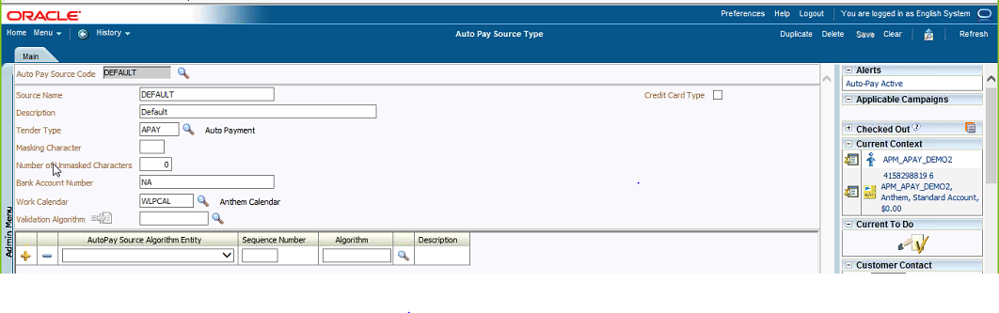 ORACLE
Preferences Help Logout You are logged in as English System
Home Menu History Auto Pay Source Type Duplicate Delete Save Clear Refresh
Main
Auto Pay Source Code DEFAULT
Source Name DEFAULT Credit Card Type
Description Default
Tender Type APAY Auto Payment
Masking Character
Number of Unmasked Characters 0
Bank Account Number NA
Work Calendar WLPCAL Anthem Calendar
Validation Algorithm
AutoPay Source Algorithm Entity Sequence Number Algorithm Description
Admin Menu
Alerts
Auto-Pay Active
Applicable Campaigns
Checked Out
Current Context
APM_APAY_DEMO2
4158298819 6
APM_APAY_DEMO2,
Anthem, Standard Account,
$0.00
Current To Do
Customer Contact